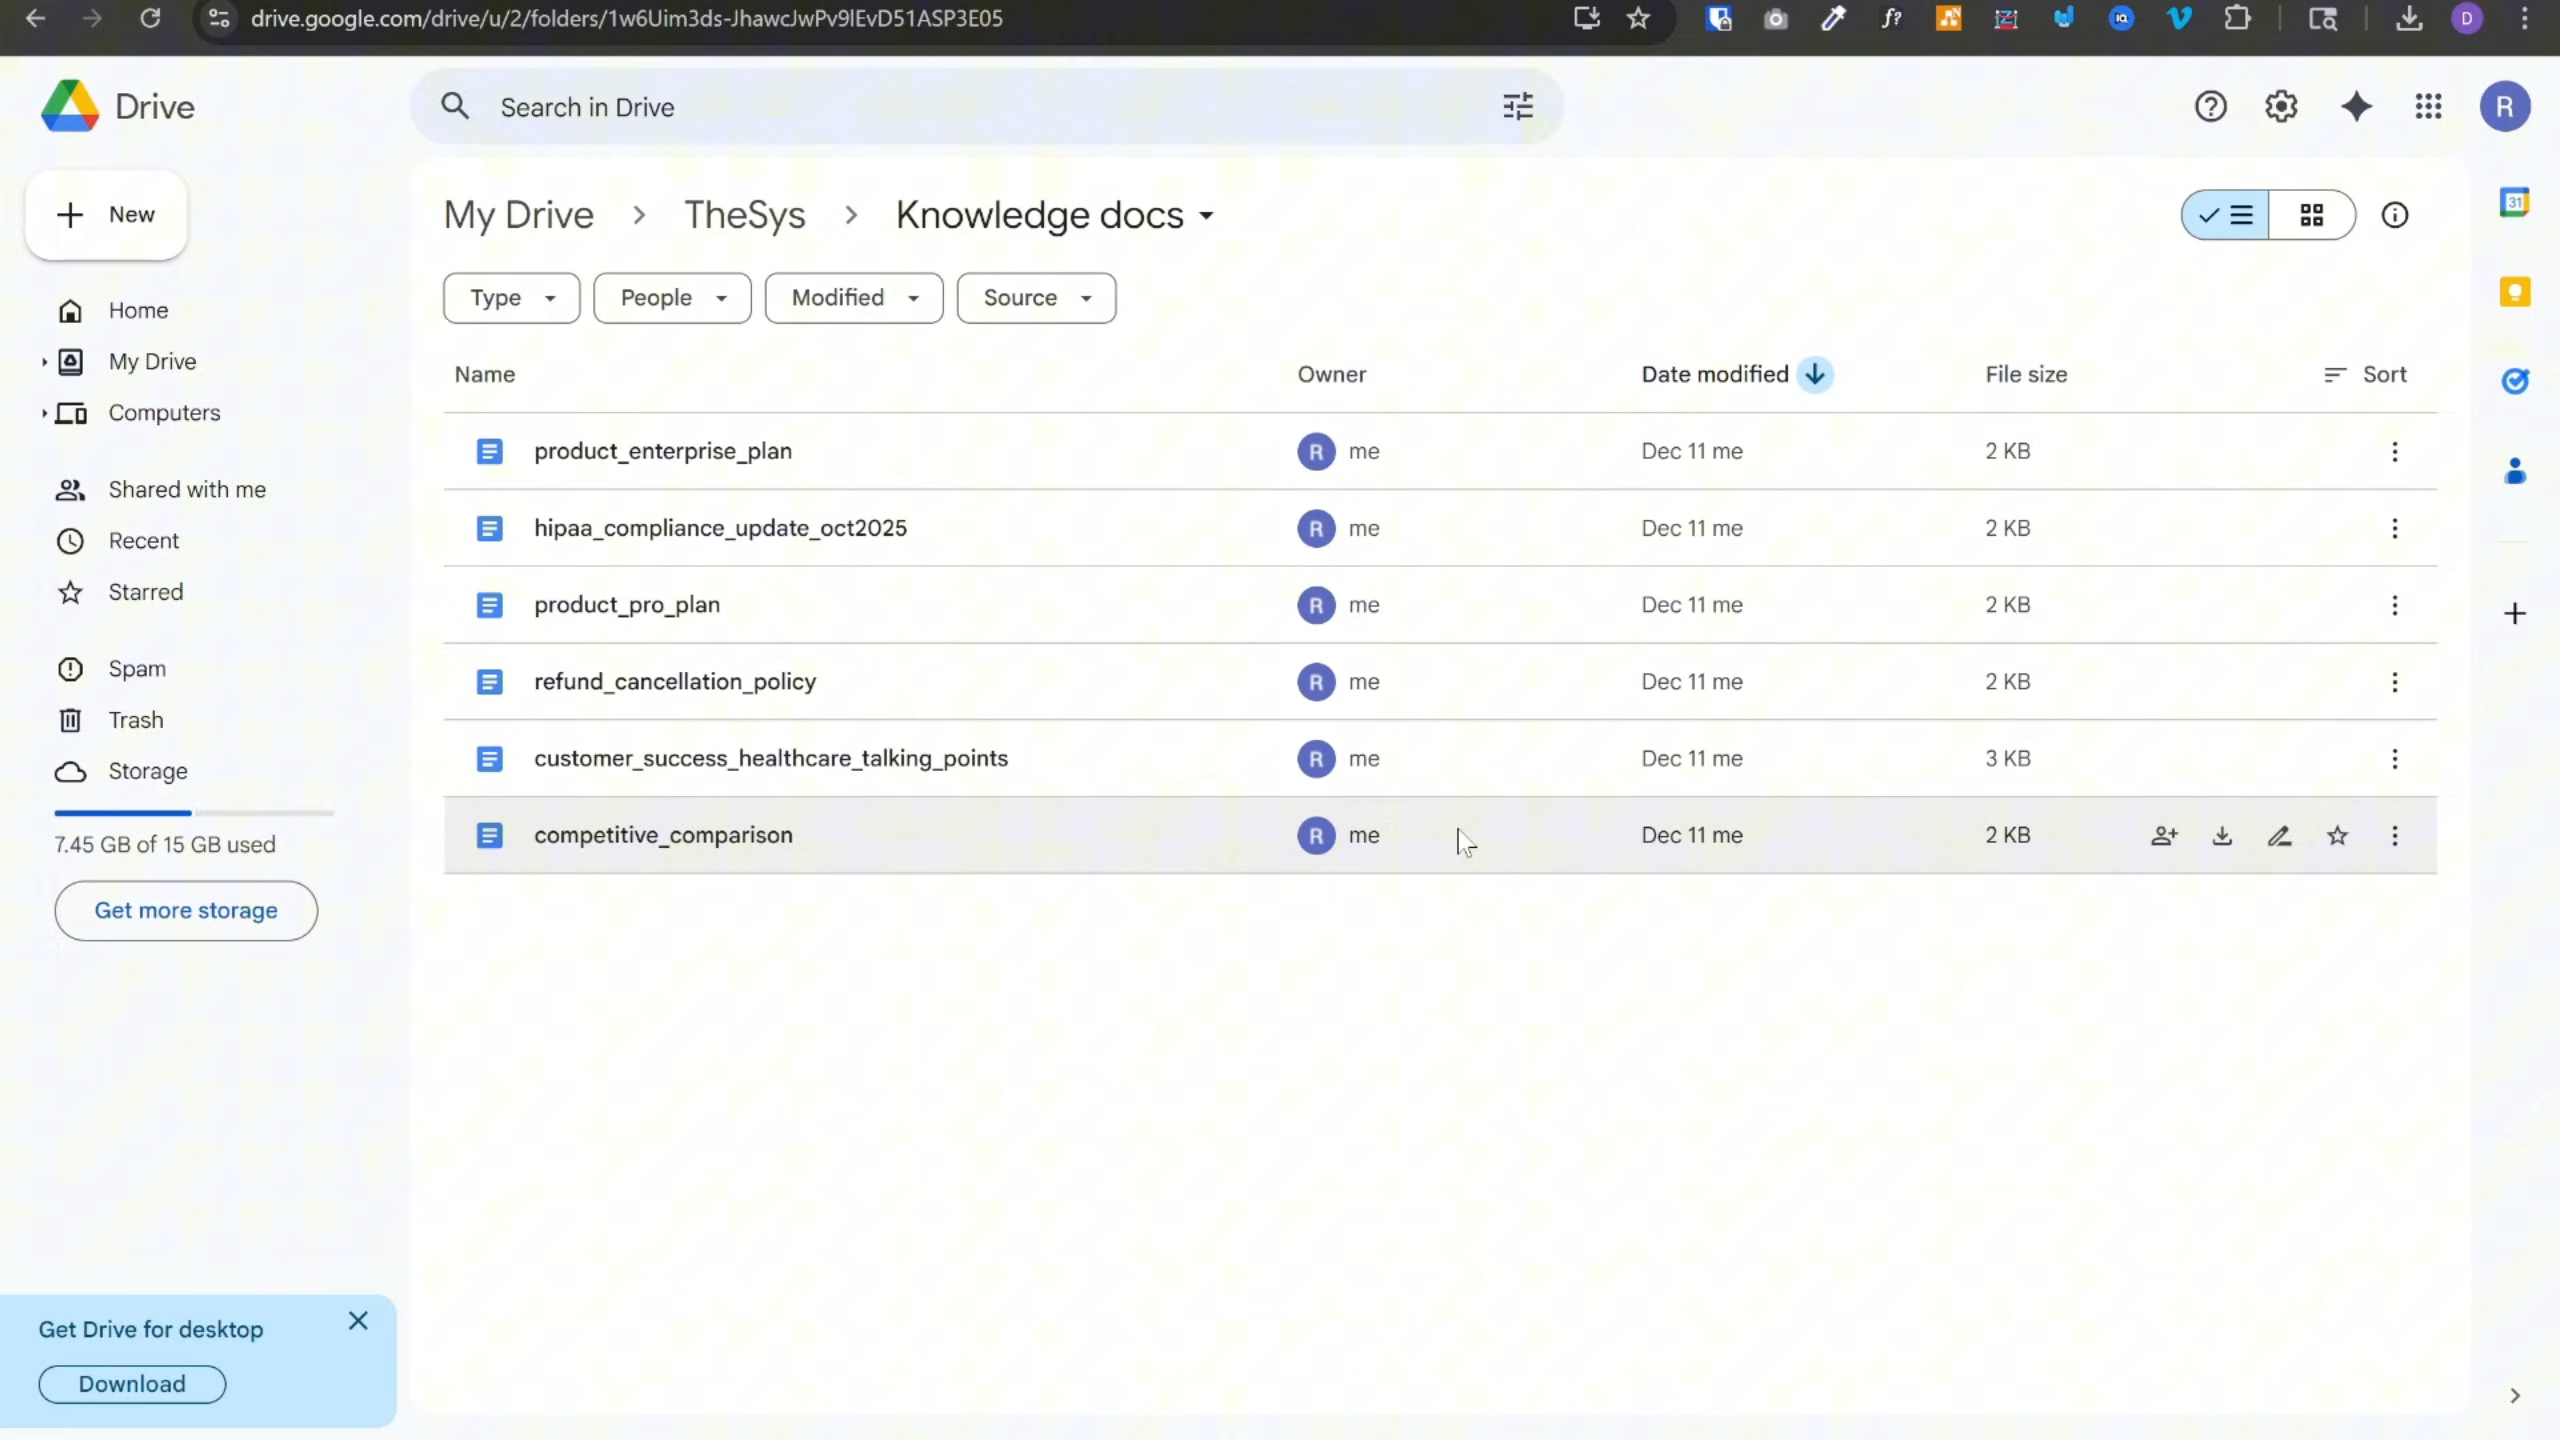 drive.google.com/drive/u/2/folders/1w6Uim3ds-JhawcJwPv9lEvD51ASP3E05
D
Drive
Search in Drive
R
New
My Drive > TheSys > Knowledge docs
31
Type
People
Modified
Source
Home
My Drive
Computers
Shared with me
Recent
Starred
Spam
Trash
Storage
7.45 GB of 15 GB used
Get more storage
Name Owner Date modified File size Sort
product_enterprise_plan R me Dec 11 me 2 KB
hipaa_compliance_update_oct2025 R me Dec 11 me 2 KB
product_pro_plan R me Dec 11 me 2 KB
refund_cancellation_policy R me Dec 11 me 2 KB
customer_success_healthcare_talking_points R me Dec 11 me 3 KB
competitive_comparison R me Dec 11 me 2 KB
Get Drive for desktop
Download